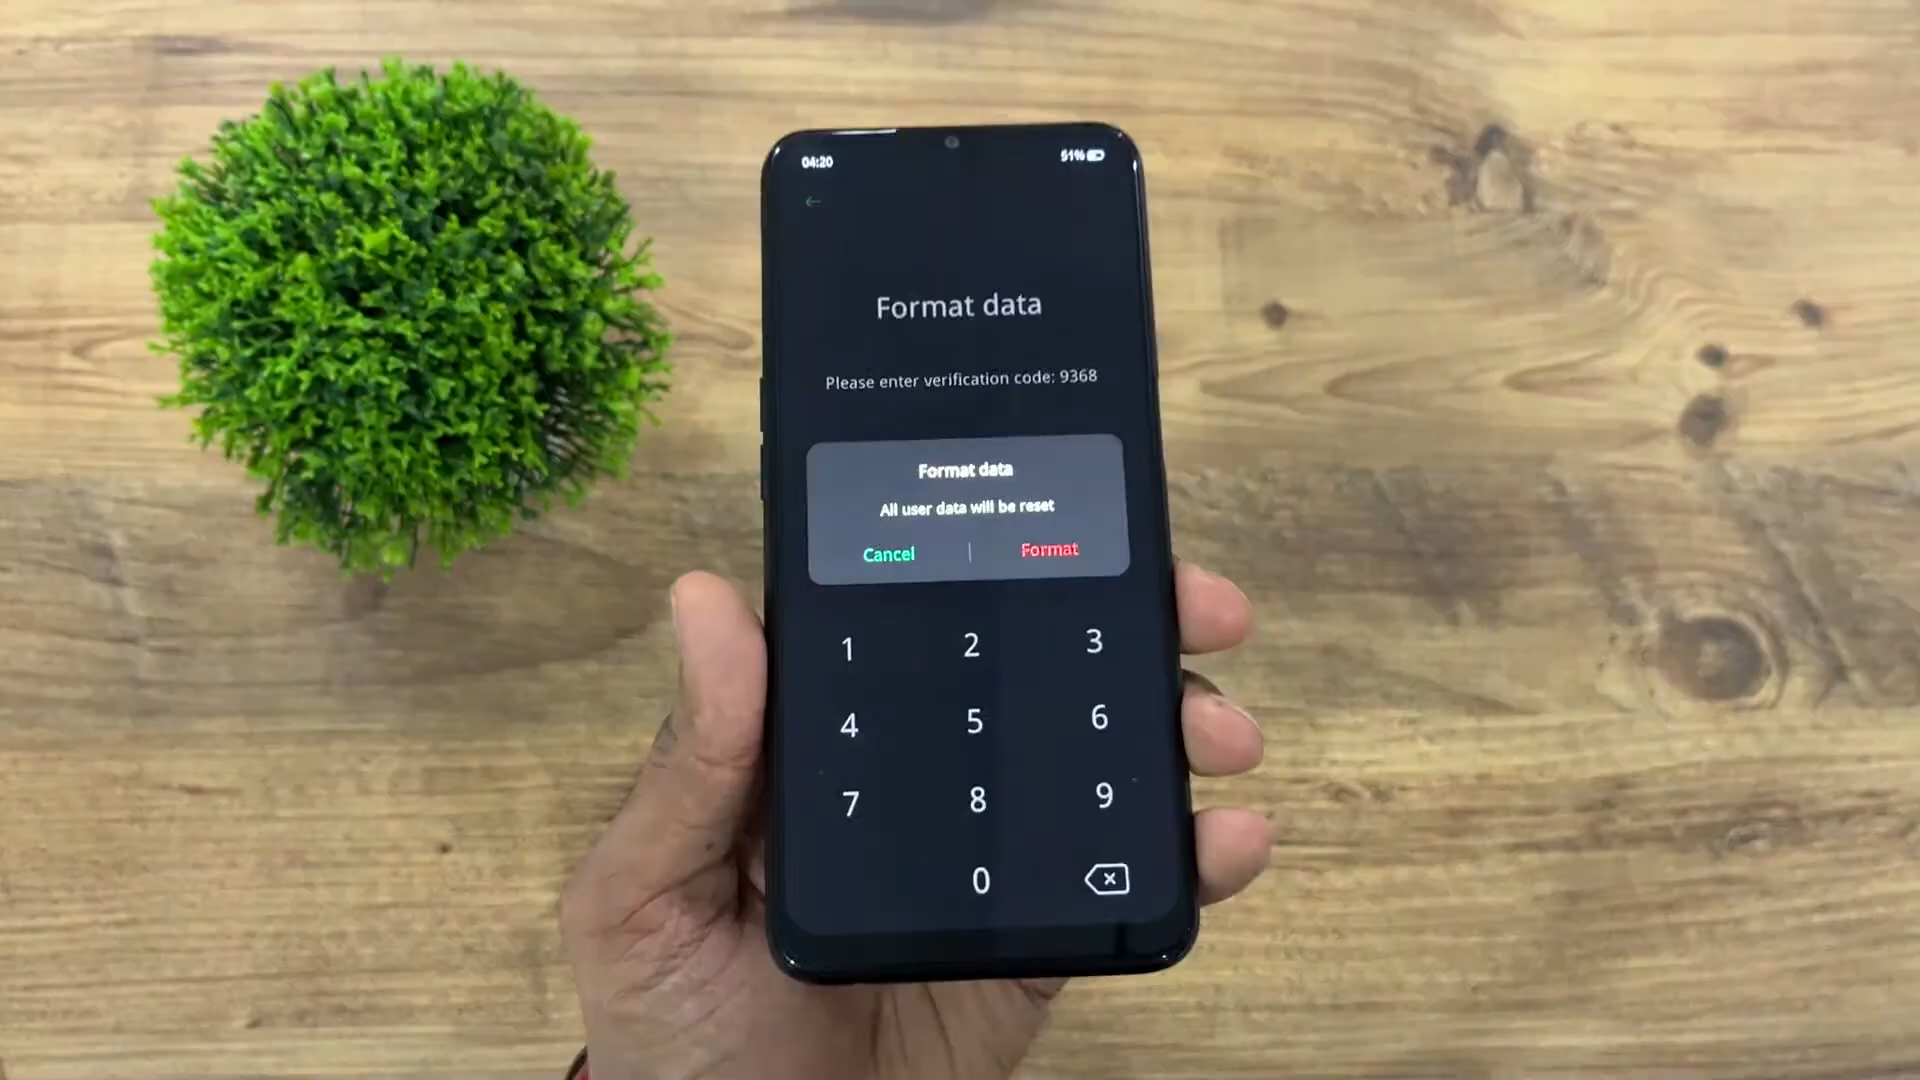 04:20 51%
Format data
Please enter verification code: 9368
Format data
All user data will be reset
Cancel | Format
1 2 3
4 5 6
7 8 9
0